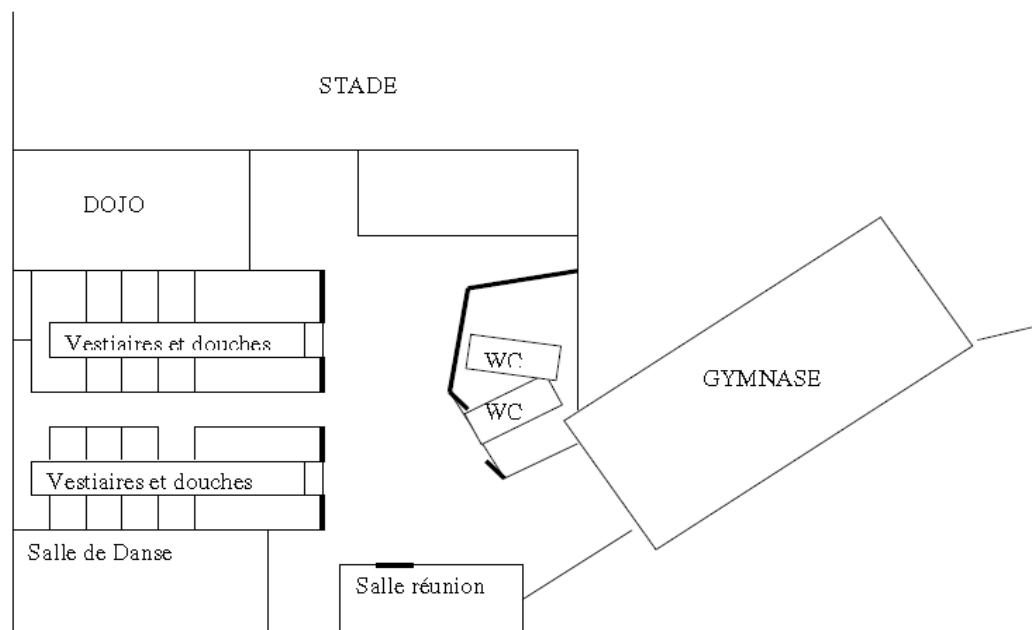 STADE
DOJO
Vestiaires et douches
WC
GYMNASE
WC
Vestiaires et douches
Salle de Danse
Salle réunion